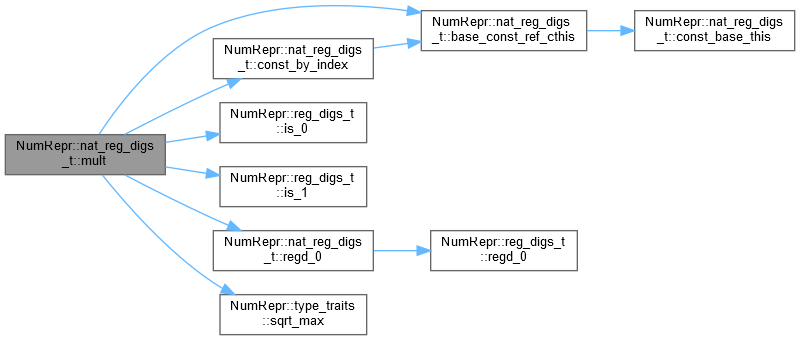 NumRepr::nat_reg_digs
_t::mult
NumRepr::nat_reg_digs
_t::base_const_ref_cthis
NumRepr::nat_reg_digs
_t::const_base_this
NumRepr::nat_reg_digs
_t::const_by_index
NumRepr::reg_digs_t
::is_0
NumRepr::reg_digs_t
::is_1
NumRepr::nat_reg_digs
_t::regd_0
NumRepr::reg_digs_t
::regd_0
NumRepr::type_traits
::sqrt_max